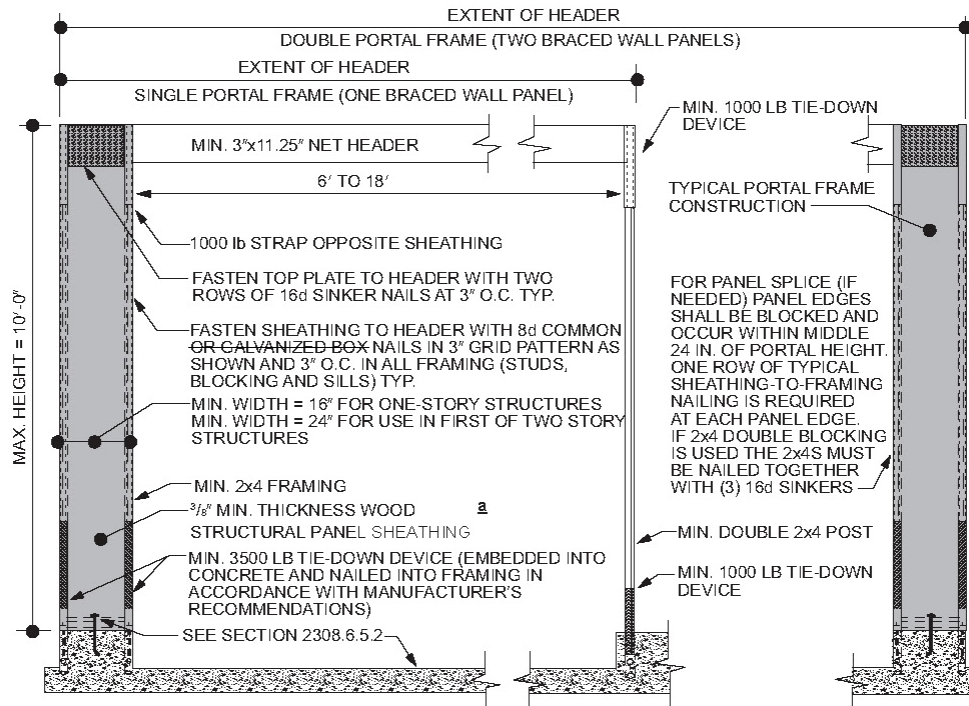 EXTENT OF HEADER
DOUBLE PORTAL FRAME (TWO BRACED WALL PANELS)
EXTENT OF HEADER
SINGLE PORTAL FRAME (ONE BRACED WALL PANEL)
MIN. 1000 LB TIE-DOWN
DEVICE
MIN. 3″x11.25″ NET HEADER
6′ TO 18′
TYPICAL PORTAL FRAME
CONSTRUCTION
1000 lb STRAP OPPOSITE SHEATHING
FASTEN TOP PLATE TO HEADER WITH TWO
ROWS OF 16d SINKER NAILS AT 3″ O.C. TYP.
FASTEN SHEATHING TO HEADER WITH 8d COMMON
OR GALVANIZED BOX NAILS IN 3″ GRID PATTERN AS
SHOWN AND 3″ O.C. IN ALL FRAMING (STUDS,
BLOCKING AND SILLS) TYP.
FOR PANEL SPLICE (IF
NEEDED) PANEL EDGES
SHALL BE BLOCKED AND
OCCUR WITHIN MIDDLE
24 IN. OF PORTAL HEIGHT.
ONE ROW OF TYPICAL
SHEATHING-TO-FRAMING
NAILING IS REQUIRED
AT EACH PANEL EDGE.
IF 2x4 DOUBLE BLOCKING
IS USED THE 2x4S MUST
BE NAILED TOGETHER
WITH (3) 16d SINKERS
MAX. HEIGHT = 10′-0″
MIN. WIDTH = 16″ FOR ONE-STORY STRUCTURES
MIN. WIDTH = 24″ FOR USE IN FIRST OF TWO STORY
STRUCTURES
MIN. 2x4 FRAMING
3/8″ MIN. THICKNESS WOOD a
STRUCTURAL PANEL SHEATHING
MIN. DOUBLE 2x4 POST
MIN. 3500 LB TIE-DOWN DEVICE (EMBEDDED INTO
CONCRETE AND NAILED INTO FRAMING IN
ACCORDANCE WITH MANUFACTURER'S
RECOMMENDATIONS)
MIN. 1000 LB TIE-DOWN
DEVICE
SEE SECTION 2308.6.5.2